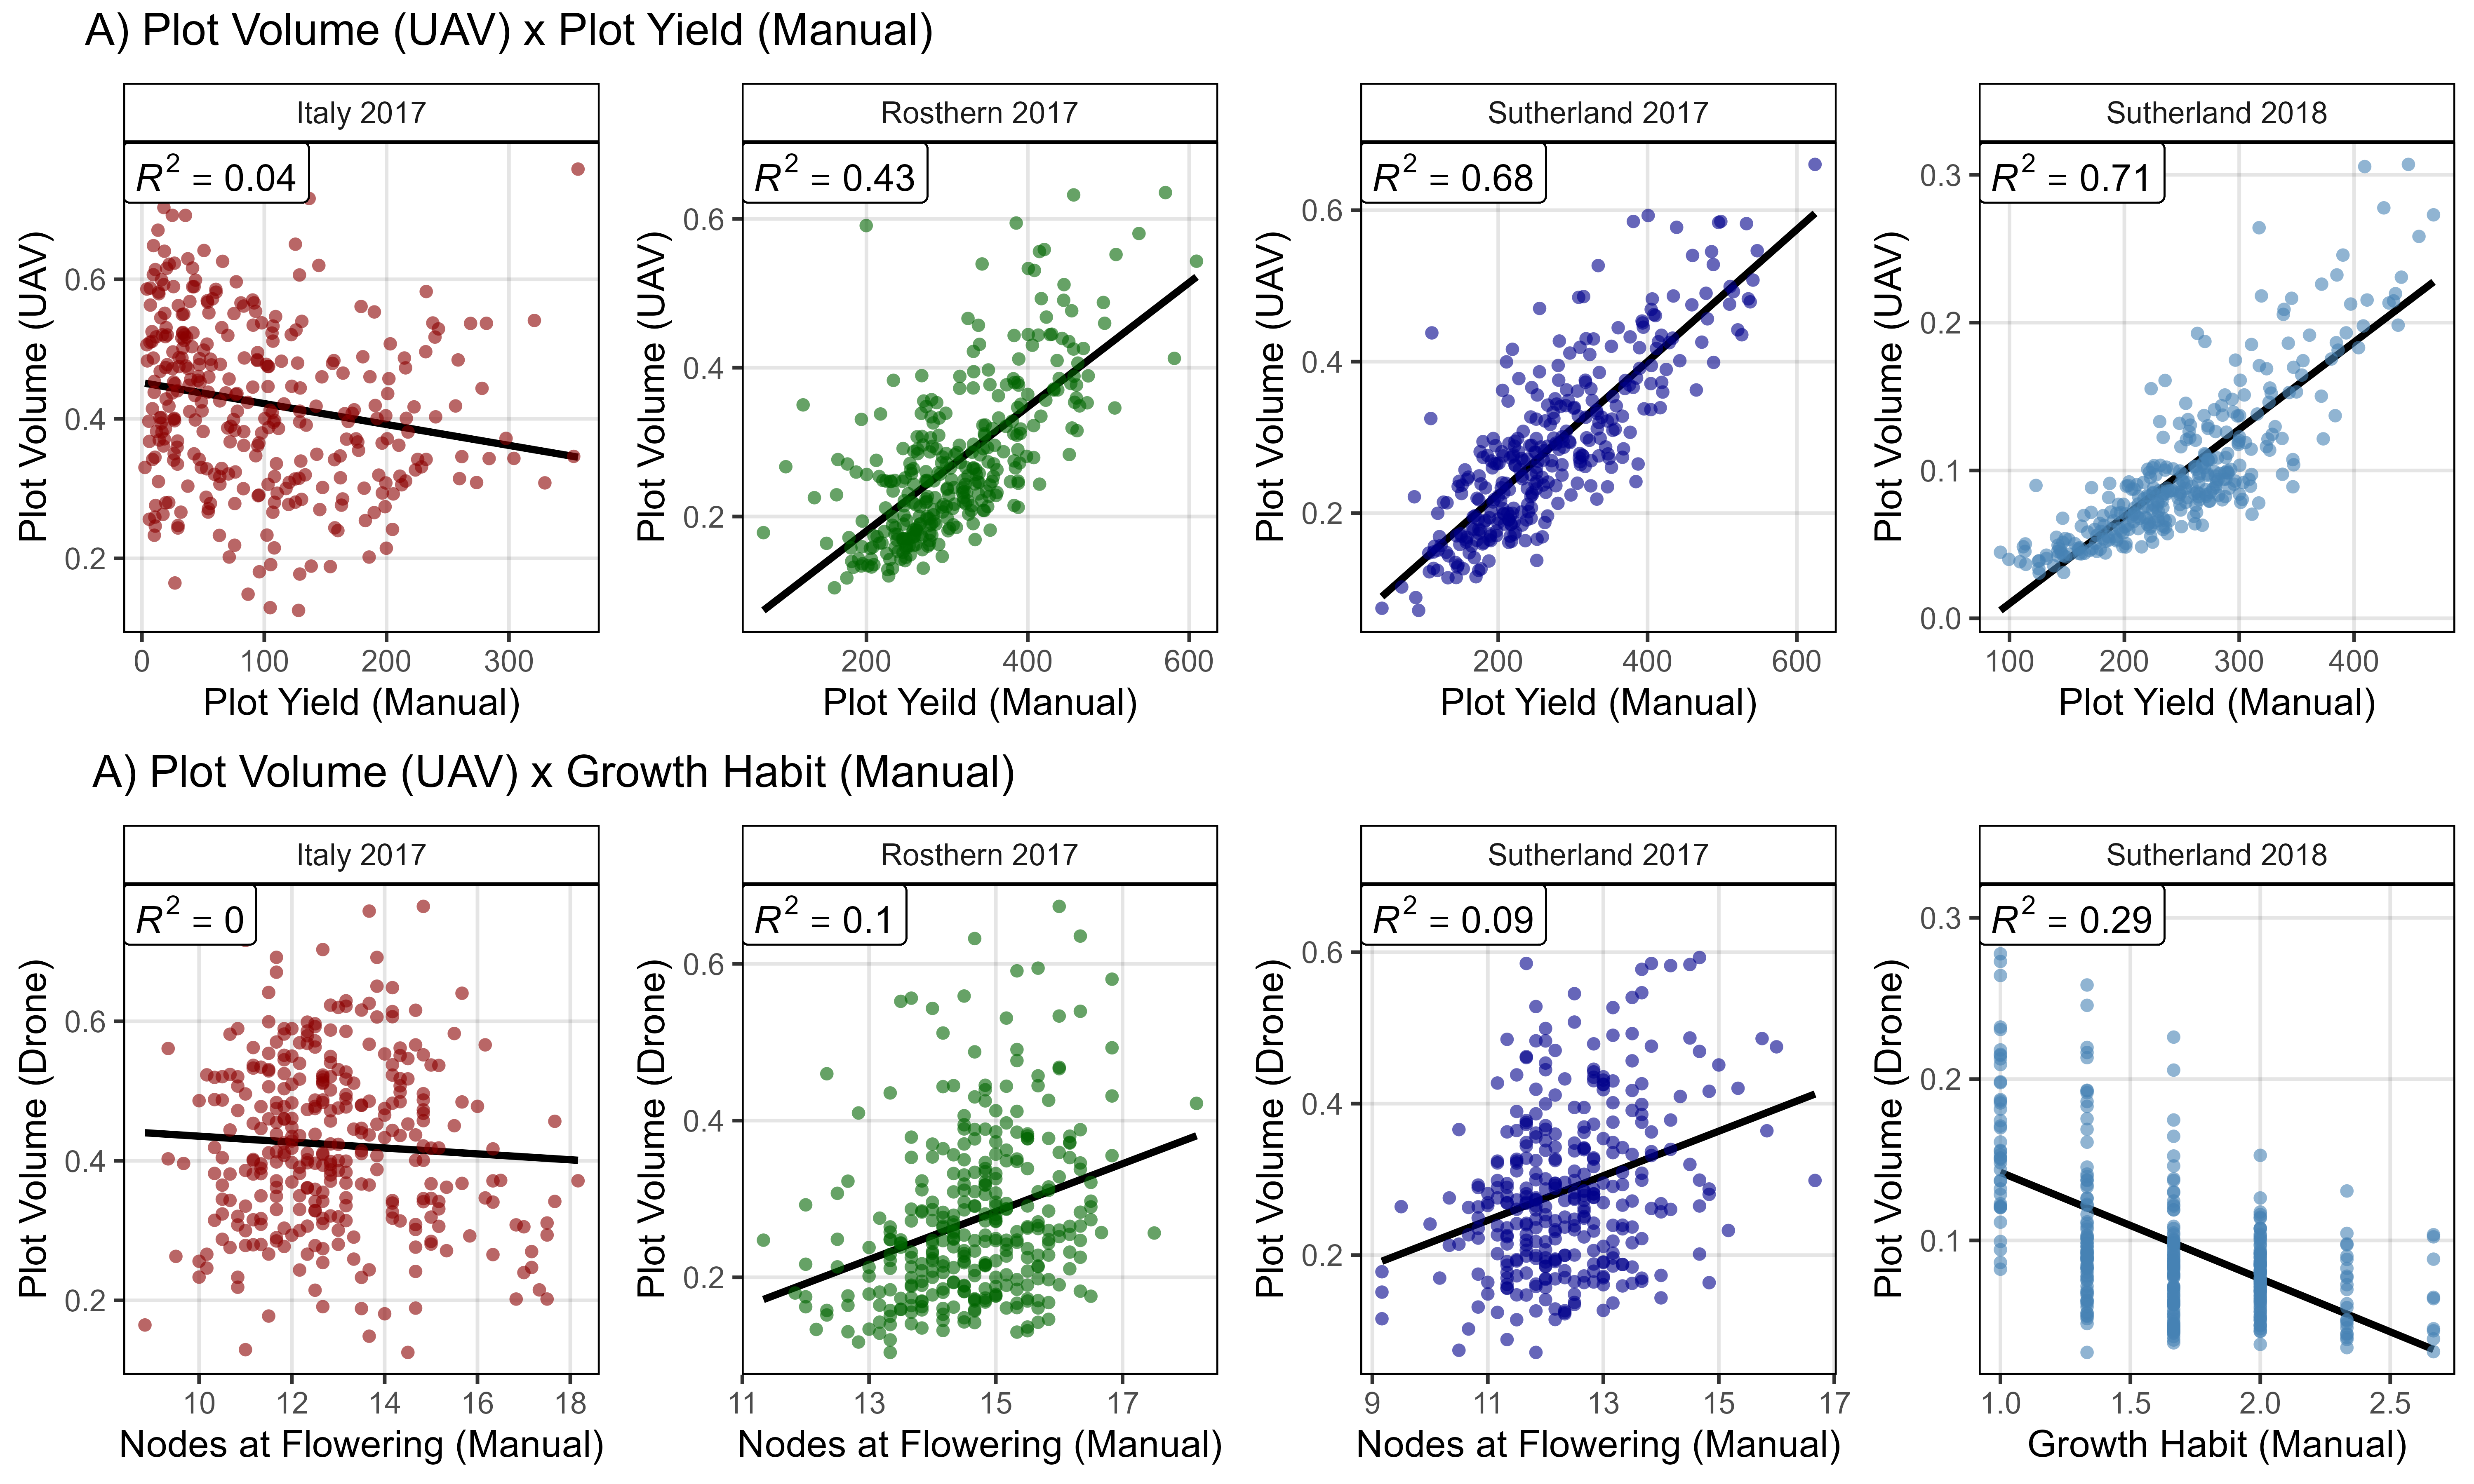 A) Plot Volume (UAV) x Plot Yield (Manual)
Italy 2017
R² = 0.04
Plot Volume (UAV)
0.6
0.4
0.2
0
100
200
300
Plot Yield (Manual)
Rosthern 2017
R² = 0.43
Plot Volume (UAV)
0.6
0.4
0.2
200
400
600
Plot Yeild (Manual)
Sutherland 2017
R² = 0.68
Plot Volume (UAV)
0.6
0.4
0.2
200
400
600
Plot Yield (Manual)
Sutherland 2018
R² = 0.71
Plot Volume (UAV)
0.3
0.2
0.1
0.0
100
200
300
400
Plot Yield (Manual)
A) Plot Volume (UAV) x Growth Habit (Manual)
Italy 2017
R² = 0
Plot Volume (Drone)
0.6
0.4
0.2
10
12
14
16
18
Nodes at Flowering (Manual)
Rosthern 2017
R² = 0.1
Plot Volume (Drone)
0.6
0.4
0.2
11
13
15
17
Nodes at Flowering (Manual)
Sutherland 2017
R² = 0.09
Plot Volume (Drone)
0.6
0.4
0.2
9
11
13
15
17
Nodes at Flowering (Manual)
Sutherland 2018
R² = 0.29
Plot Volume (Drone)
0.3
0.2
0.1
1.0
1.5
2.0
2.5
Growth Habit (Manual)